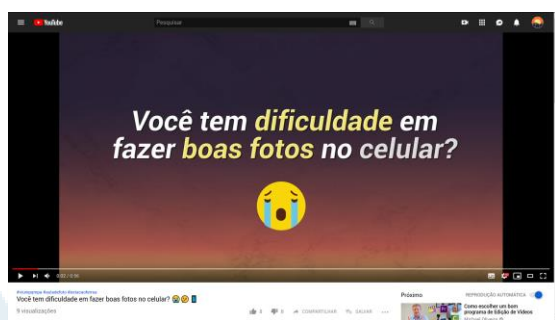 YouTube
Pesquisar
Você tem dificuldade em
fazer boas fotos no celular?
Você tem dificuldade em fazer boas fotos no celular?
9 visualizações
COMPARTILHAR
SALVAR
Próximo
REPRODUÇÃO AUTOMÁTICA
Como escolher um bom
programa de Edição de Vídeos